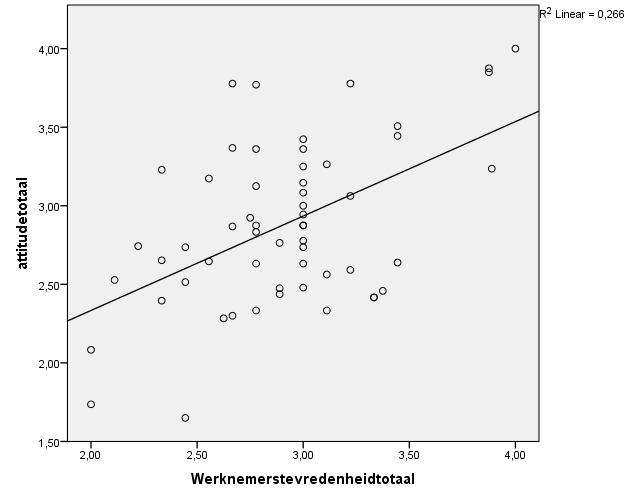 R² Linear = 0,266
4,00
3,50
3,00
2,50
2,00
1,50
attitudetotaal
2,00 2,50 3,00 3,50 4,00
Werknemerstevredenheidtotaal